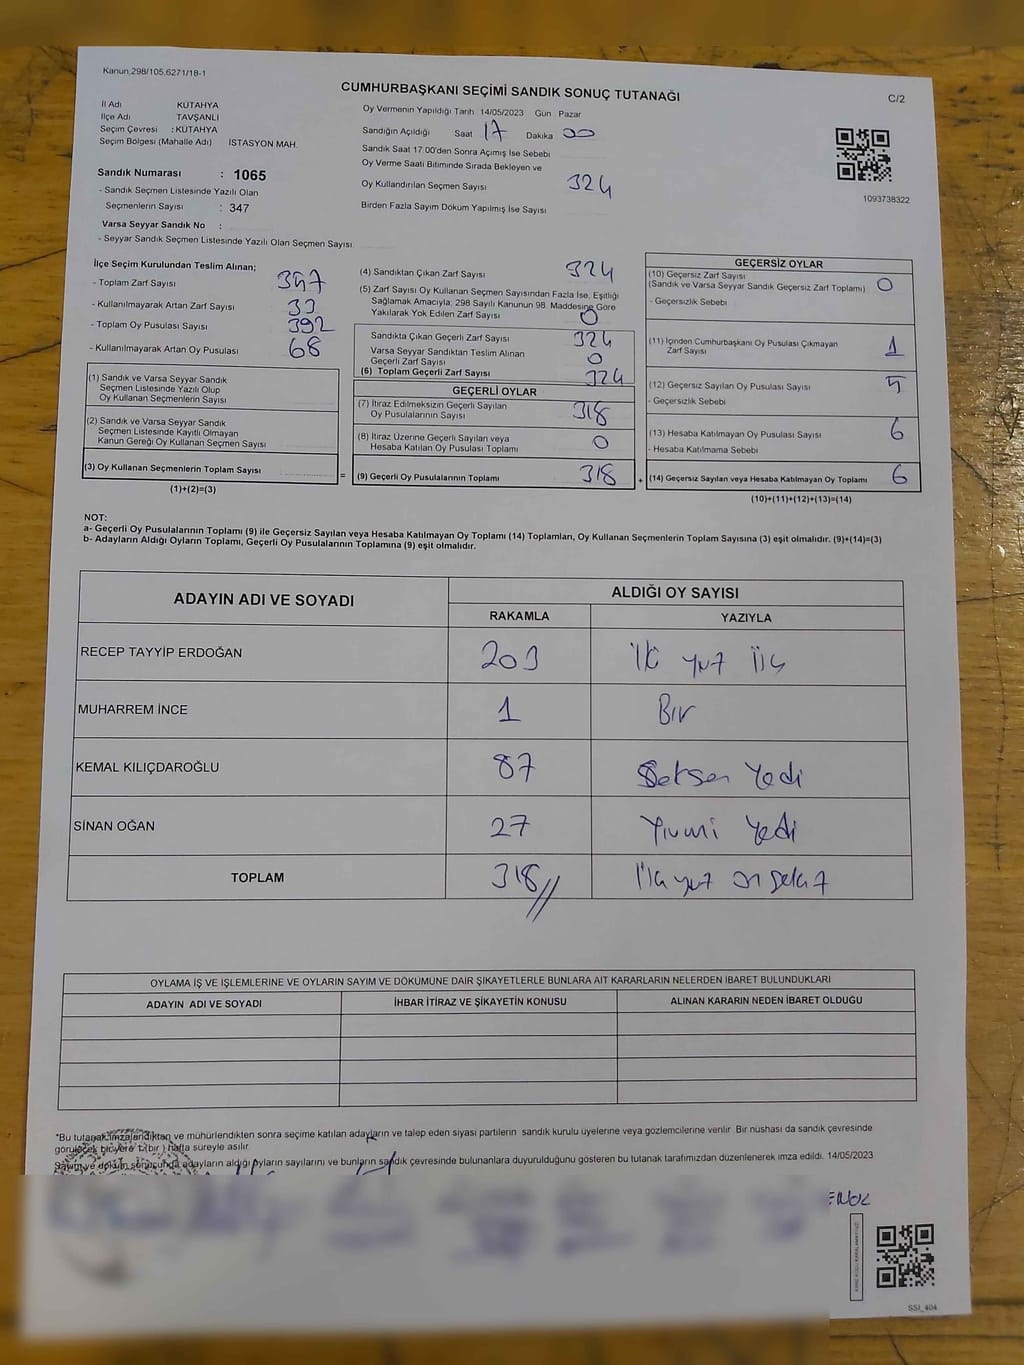 Kanun,298/105,6271/18-1
CUMHURBAŞKANI SEÇİMİ SANDIK SONUÇ TUTANAĞI
C/2
İl Adı KÜTAHYA
İlçe Adı TAVŞANLI
Seçim Çevresi : KÜTAHYA
Seçim Bölgesi (Mahalle Adı) İSTASYON MAH.
Oy Vermenin Yapıldığı Tarih 14/05/2023 Gün Pazar
Sandığın Açıldığı Saat 17 Dakika 00
Sandık Saat 17.00'den Sonra Açımış İse Sebebi
Oy Verme Saati Bitiminde Sırada Bekleyen ve
Oy Kullandırılan Seçmen Sayısı 324
Birden Fazla Sayım Döküm Yapılmış İse Sayısı
1093738322
Sandık Numarası : 1065
- Sandık Seçmen Listesinde Yazılı Olan
Seçmenlerin Sayısı : 347
Varsa Seyyar Sandık No :
- Seyyar Sandık Seçmen Listesinde Yazılı Olan Seçmen Sayısı
İlçe Seçim Kurulundan Teslim Alınan;
- Toplam Zarf Sayısı 357
- Kullanılmayarak Artan Zarf Sayısı 33
- Toplam Oy Pusulası Sayısı 392
- Kullanılmayarak Artan Oy Pusulası 68
(1) Sandık ve Varsa Seyyar Sandık
Seçmen Listesinde Yazılı Olup
Oy Kullanan Seçmenlerin Sayısı
(2) Sandık ve Varsa Seyyar Sandık
Seçmen Listesinde Kayıtlı Olmayan
Kanun Gereği Oy Kullanan Seçmen Sayısı
(3) Oy Kullanan Seçmenlerin Toplam Sayısı =
(1)+(2)=(3)
(4) Sandıktan Çıkan Zarf Sayısı 324
(5) Zarf Sayısı Oy Kullanan Seçmen Sayısından Fazla İse, Eşitliği
Sağlamak Amacıyla; 298 Sayılı Kanunun 98. Maddesine Göre
Yakılarak Yok Edilen Zarf Sayısı 0
Sandıkta Çıkan Geçerli Zarf Sayısı 324
Varsa Seyyar Sandıktan Teslim Alınan
Geçerli Zarf Sayısı 0
(6) Toplam Geçerli Zarf Sayısı 324
GEÇERLİ OYLAR
(7) İtiraz Edilmeksizin Geçerli Sayılan
Oy Pusulalarının Sayısı 318
(8) İtiraz Üzerine Geçerli Sayılan veya
Hesaba Katılan Oy Pusulası Toplamı 0
(9) Geçerli Oy Pusulalarının Toplamı 318 +
GEÇERSİZ OYLAR
(10) Geçersiz Zarf Sayısı
(Sandık ve Varsa Seyyar Sandık Geçersiz Zarf Toplamı) 0
- Geçersizlik Sebebi
(11) İçinden Cumhurbaşkanı Oy Pusulası Çıkmayan
Zarf Sayısı 1
(12) Geçersiz Sayılan Oy Pusulası Sayısı 5
- Geçersizlik Sebebi
(13) Hesaba Katılmayan Oy Pusulası Sayısı 6
- Hesaba Katılmama Sebebi
(14) Geçersiz Sayılan veya Hesaba Katılmayan Oy Toplamı 6
(10)+(11)+(12)+(13)=(14)
NOT:
a- Geçerli Oy Pusulalarının Toplamı (9) ile Geçersiz Sayılan veya Hesaba Katılmayan Oy Toplamı (14) Toplamları, Oy Kullanan Seçmenlerin Toplam Sayısına (3) eşit olmalıdır. (9)+(14)=(3)
b- Adayların Aldığı Oyların Toplamı, Geçerli Oy Pusulalarının Toplamına (9) eşit olmalıdır.
ADAYIN ADI VE SOYADI ALDIĞI OY SAYISI
RAKAMLA YAZIYLA
RECEP TAYYİP ERDOĞAN 203 İki yüz üç
MUHARREM İNCE 1 Bir
KEMAL KILIÇDAROĞLU 87 Seksen Yedi
SİNAN OĞAN 27 Yirmi Yedi
TOPLAM 318 on sekiz
OYLAMA İŞ VE İŞLEMLERİNE VE OYLARIN SAYIM VE DÖKÜMÜNE DAİR ŞİKAYETLERLE BUNLARA AİT KARARLARIN NELERDEN İBARET BULUNDUKLARI
ADAYIN ADI VE SOYADI İHBAR İTİRAZ VE ŞİKAYETİN KONUSU ALINAN KARARIN NEDEN İBARET OLDUĞU
*Bu tutanak imzalandıktan ve mühürlendikten sonra seçime katılan adayların ve talep eden siyasi partilerin sandık kurulu üyelerine veya gözlemcilerine verilir. Bir nüshası da sandık çevresinde
görülecek bir yere 1 (bir) hafta süreyle asılır.
Sayım ve döküm sonucunda adayların aldığı oyların sayılarını ve bunların sandık çevresinde bulunanlara duyurulduğunu gösteren bu tutanak tarafımızdan düzenlenerek imza edildi. 14/05/2023
SSİ_404